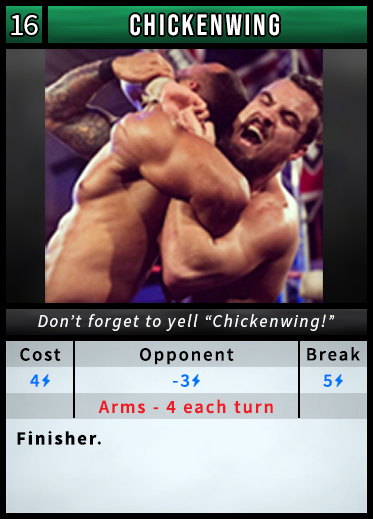 16 CHICKENWING
Don't forget to yell “Chickenwing!”
Cost Opponent Break
4⚡ -3⚡ 5⚡
Arms - 4 each turn
Finisher.